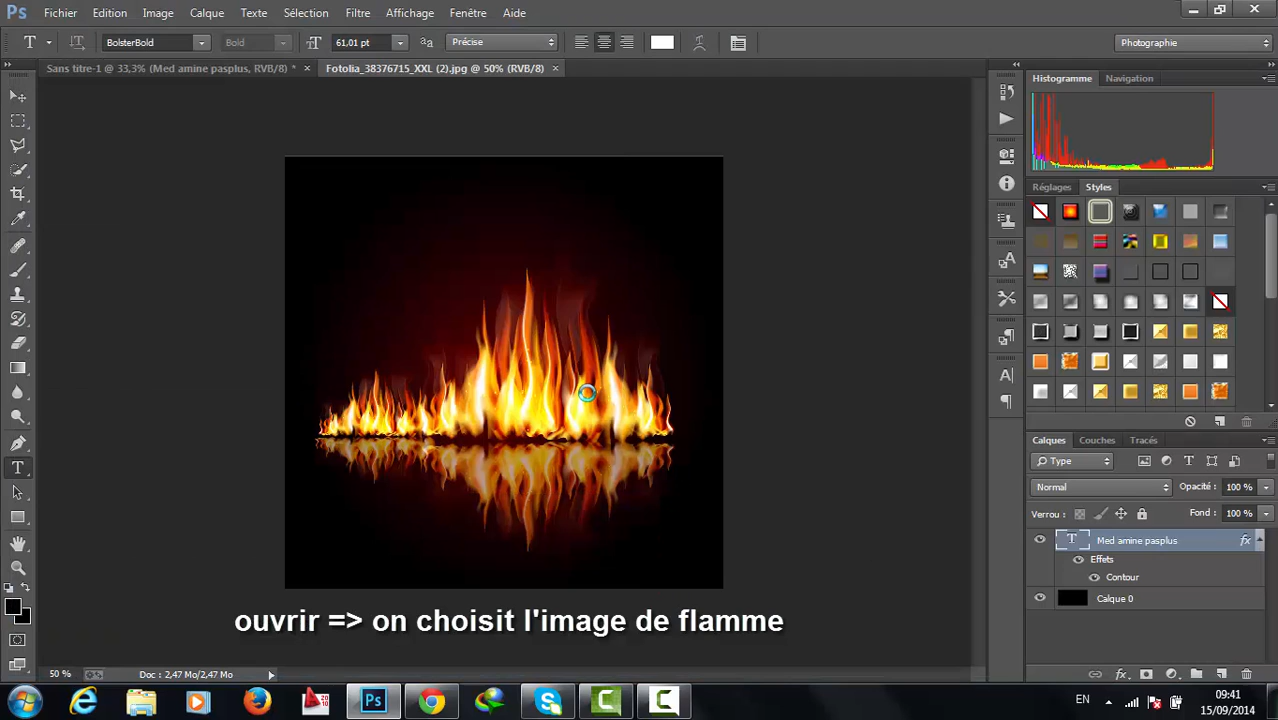 Ps Fichier Edition Image Calque Texte Sélection Filtre Affichage Fenêtre Aide
T BolsterBold Bold 61,01 pt aa Précise Photographie
Sans titre-1 @ 33,3% (Med amine pasplus, RVB/8) * × Fotolia_38376715_XXL (2).jpg @ 50% (RVB/8) ×
Histogramme Navigation
Réglages Styles
Calques Couches Tracés
Type
Normal Opacité : 100 %
Verrou : Fond : 100 %
T Med amine pasplus fx
Effets
Contour
Calque 0
ouvrir => on choisit l'image de flamme
50 % Doc : 2,47 Mo/2,47 Mo
EN 09:41
15/09/2014